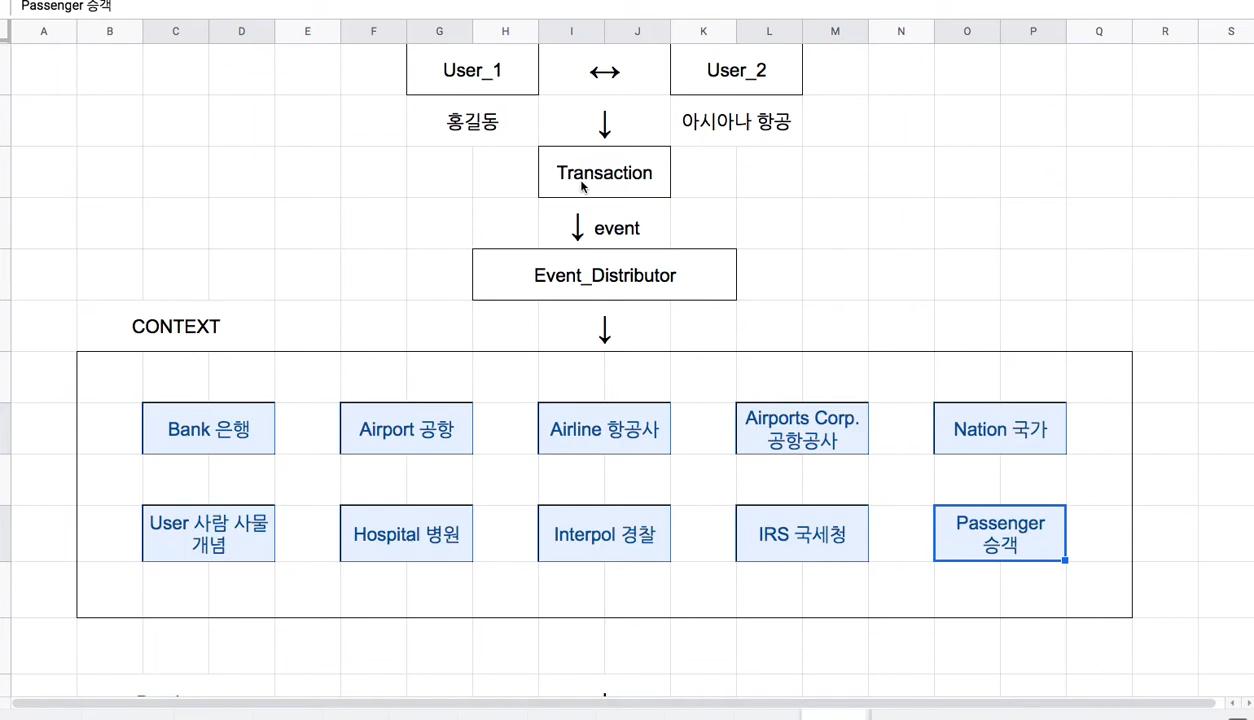 Passenger 승객
A B C D E F G H I J K L M N O P Q R S
User_1 ↔ User_2
홍길동 ↓ 아시아나 항공
Transaction
↓ event
Event_Distributor
CONTEXT ↓
Bank 은행
Airport 공항
Airline 항공사
Airports Corp.
공항공사
Nation 국가
User 사람 사물
개념
Hospital 병원
Interpol 경찰
IRS 국세청
Passenger
승객